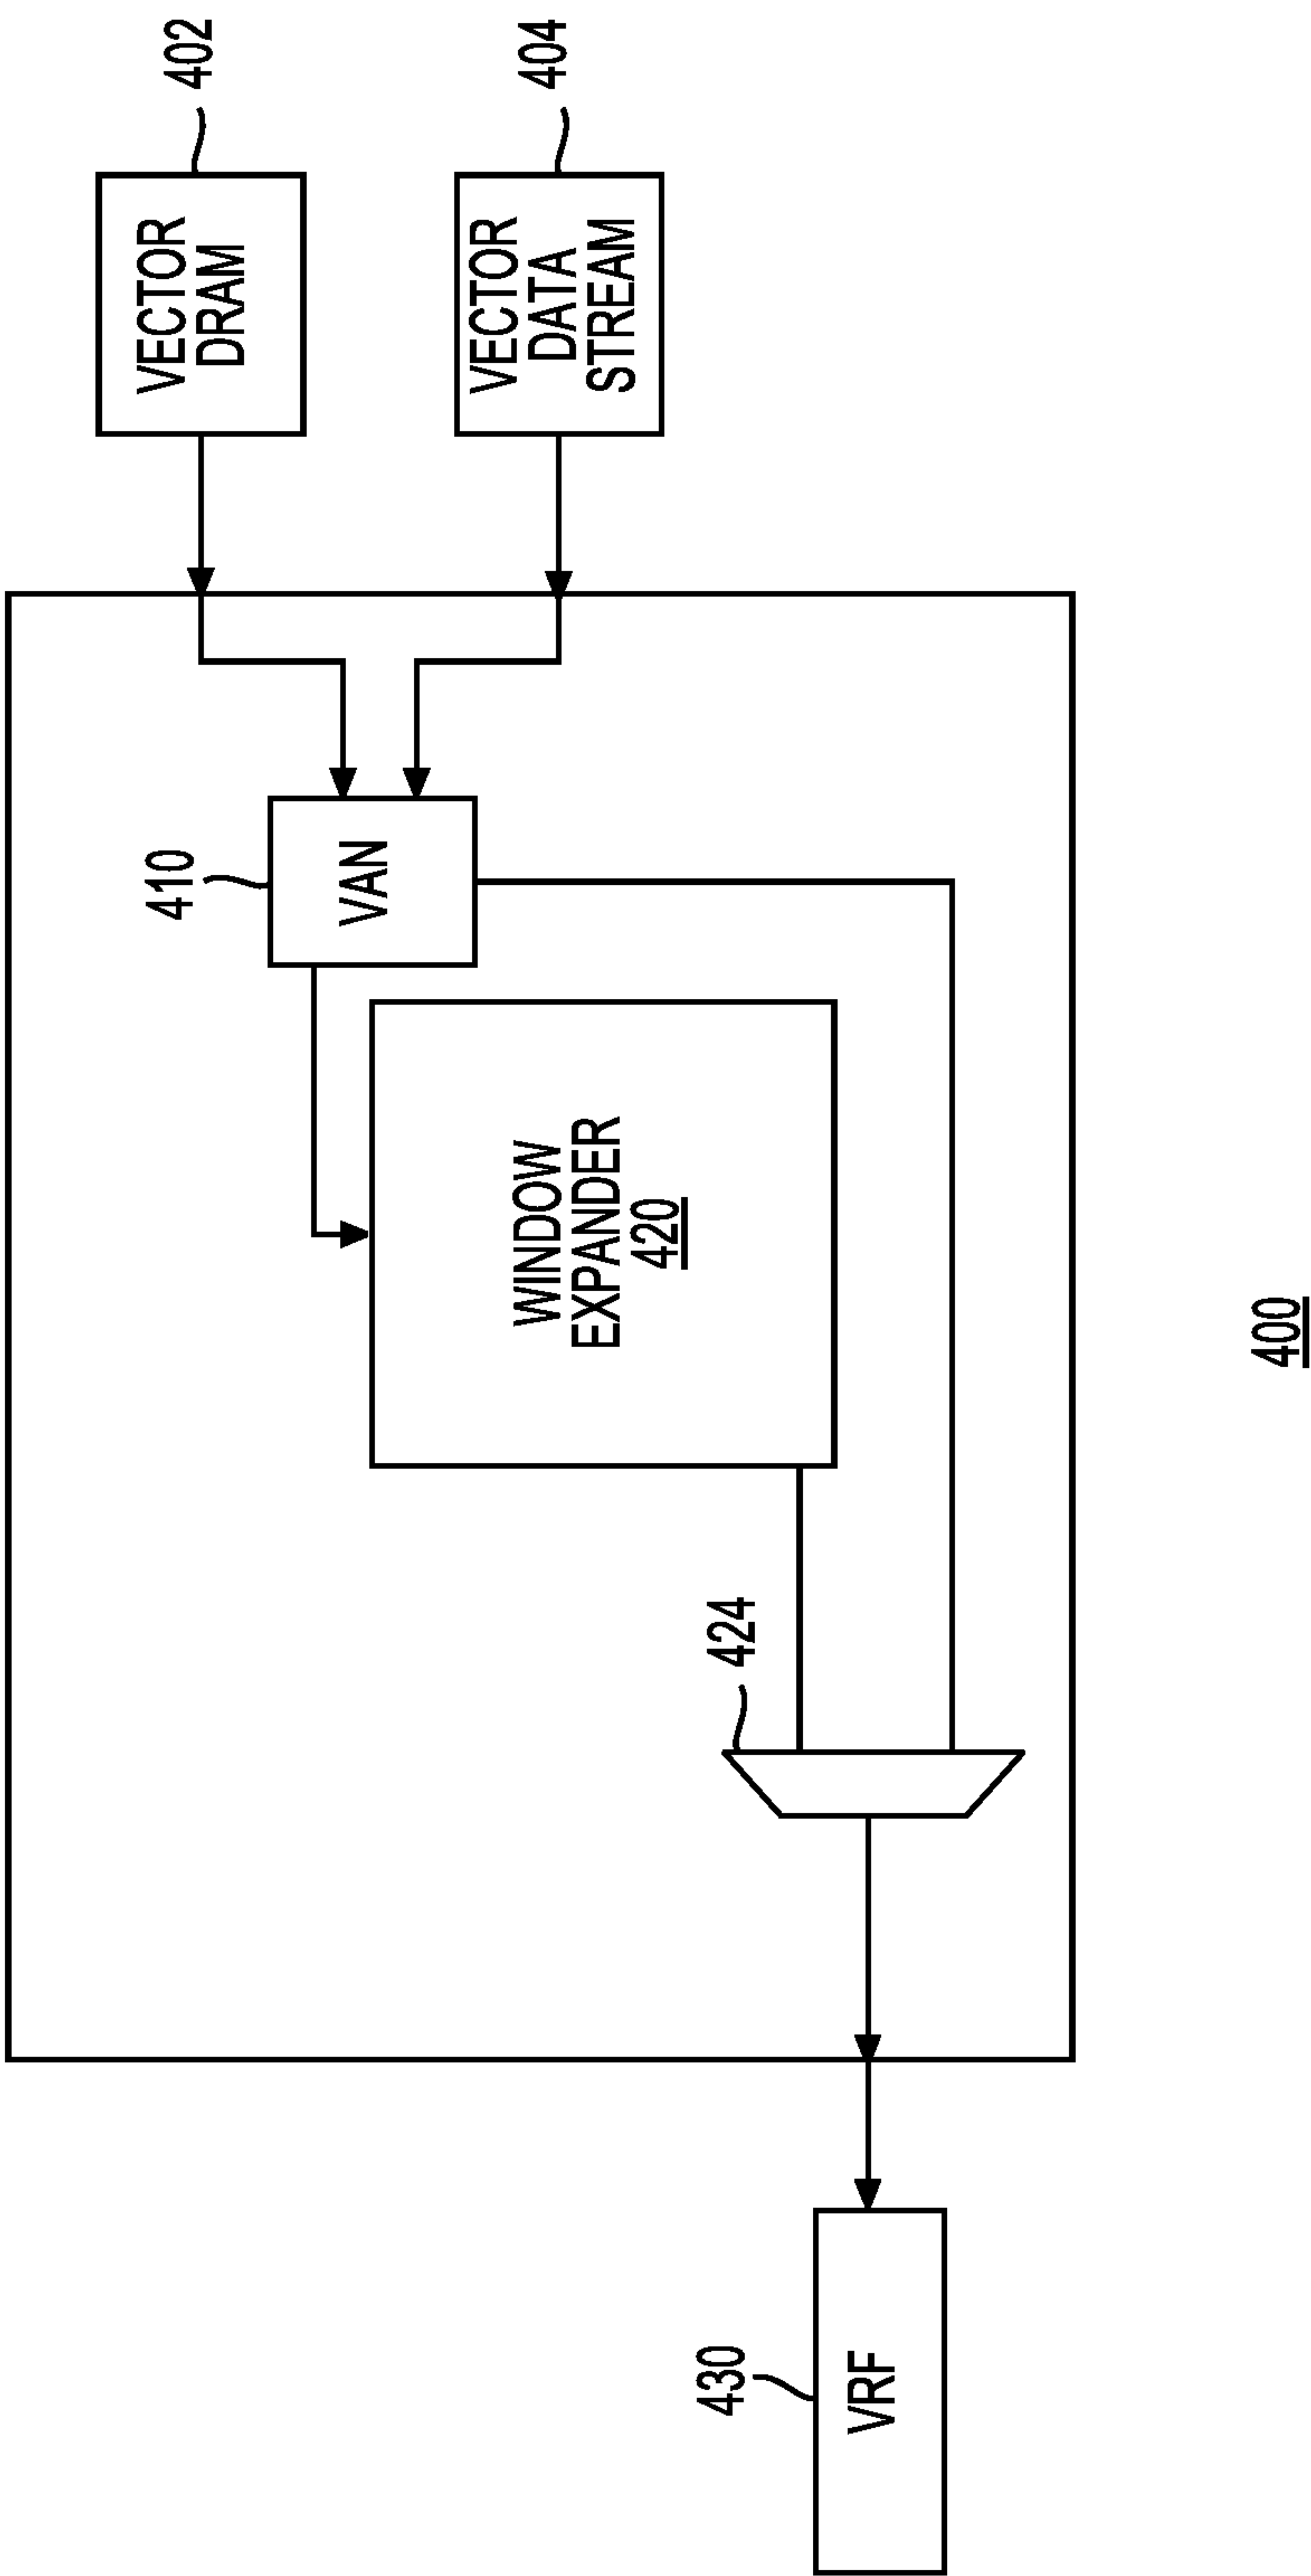 402
VECTOR
DRAM
404
VECTOR
DATA
STREAM
410
VAN
WINDOW
EXPANDER
420
424
430
VRF
400